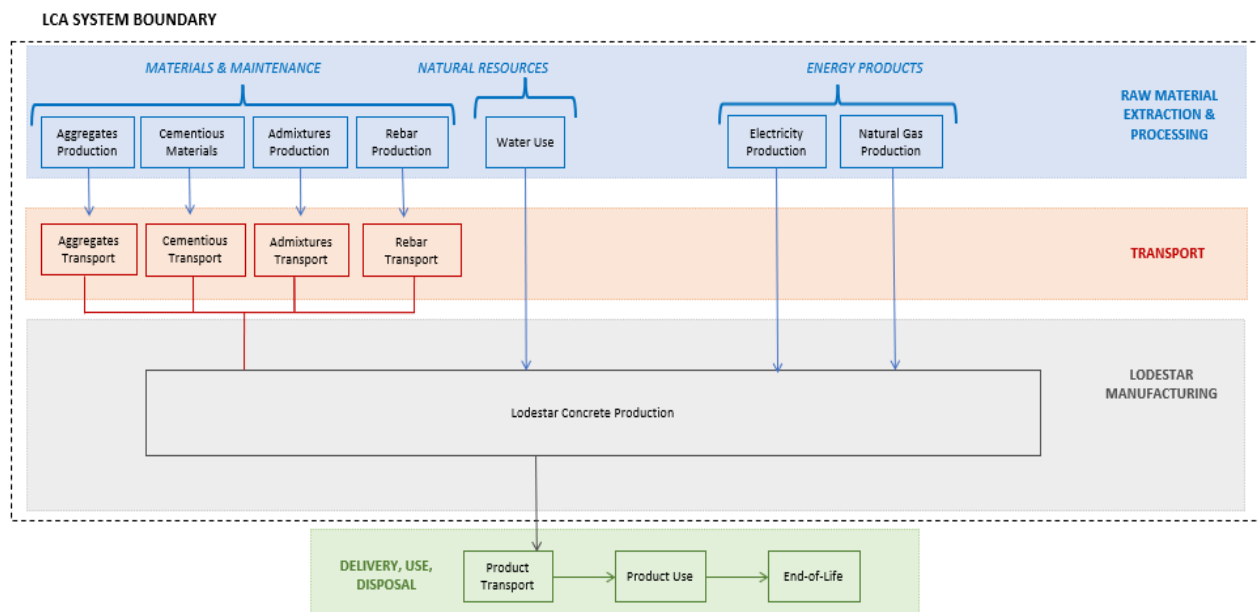 LCA SYSTEM BOUNDARY
MATERIALS & MAINTENANCE
NATURAL RESOURCES
ENERGY PRODUCTS
RAW MATERIAL
EXTRACTION &
PROCESSING
Aggregates
Production
Cementious
Materials
Admixtures
Production
Rebar
Production
Water Use
Electricity
Production
Natural Gas
Production
Aggregates
Transport
Cementious
Transport
Admixtures
Transport
Rebar
Transport
TRANSPORT
LODESTAR
MANUFACTURING
Lodestar Concrete Production
DELIVERY, USE,
DISPOSAL
Product
Transport
Product Use
End-of-Life